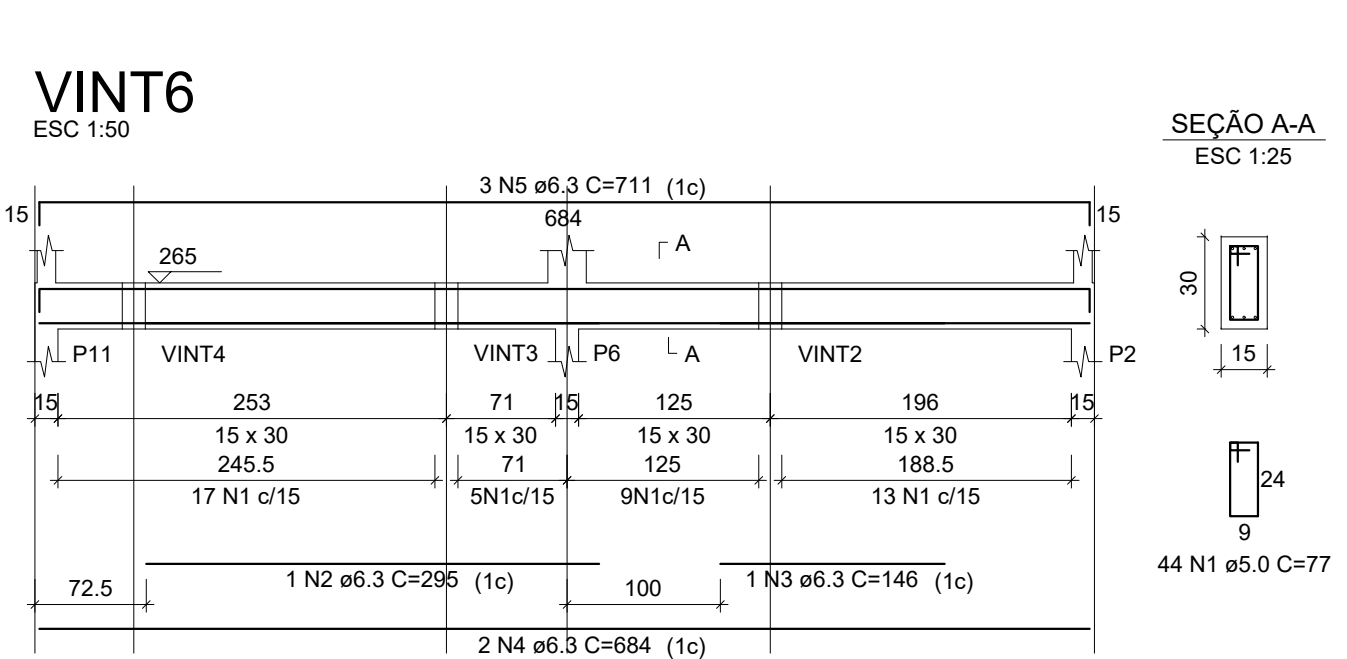 VINT6
ESC 1:50
SEÇÃO A-A
ESC 1:25
3 N5 ø6.3 C=711 (1c)
15
684
15
A
265
30
P11
VINT4
VINT3
P6
A
VINT2
P2
15
15
253
71
15
125
196
15
15 x 30
15 x 30
15 x 30
15 x 30
245.5
71
125
188.5
17 N1 c/15
5N1c/15
9N1c/15
13 N1 c/15
24
9
44 N1 ø5.0 C=77
1 N2 ø6.3 C=295 (1c)
1 N3 ø6.3 C=146 (1c)
72.5
100
2 N4 ø6.3 C=684 (1c)